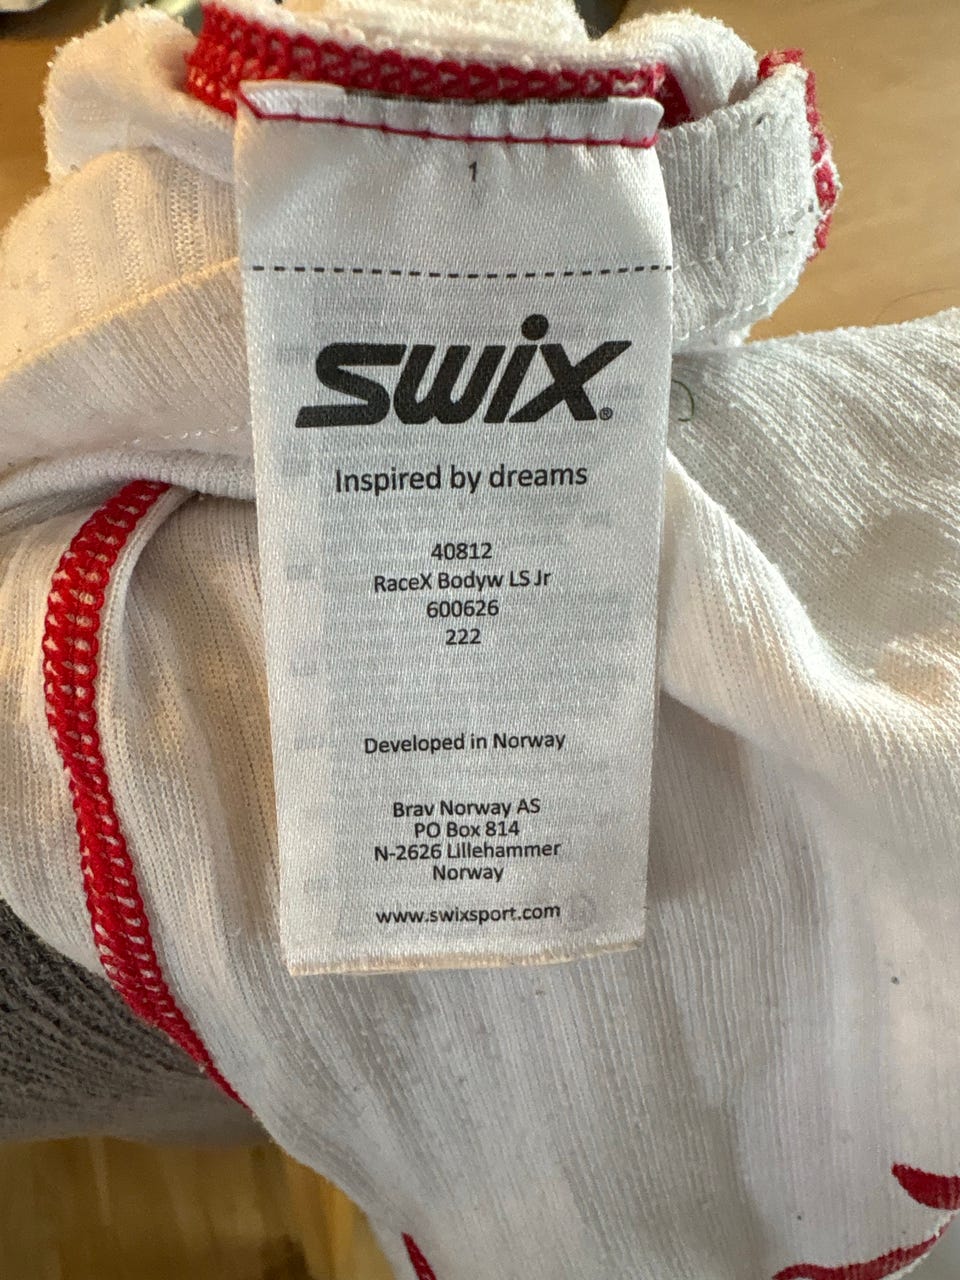 1
swix®
Inspired by dreams
40812
RaceX Bodyw LS Jr
600626
222
Developed in Norway
Brav Norway AS
PO Box 814
N-2626 Lillehammer
Norway
www.swixsport.com